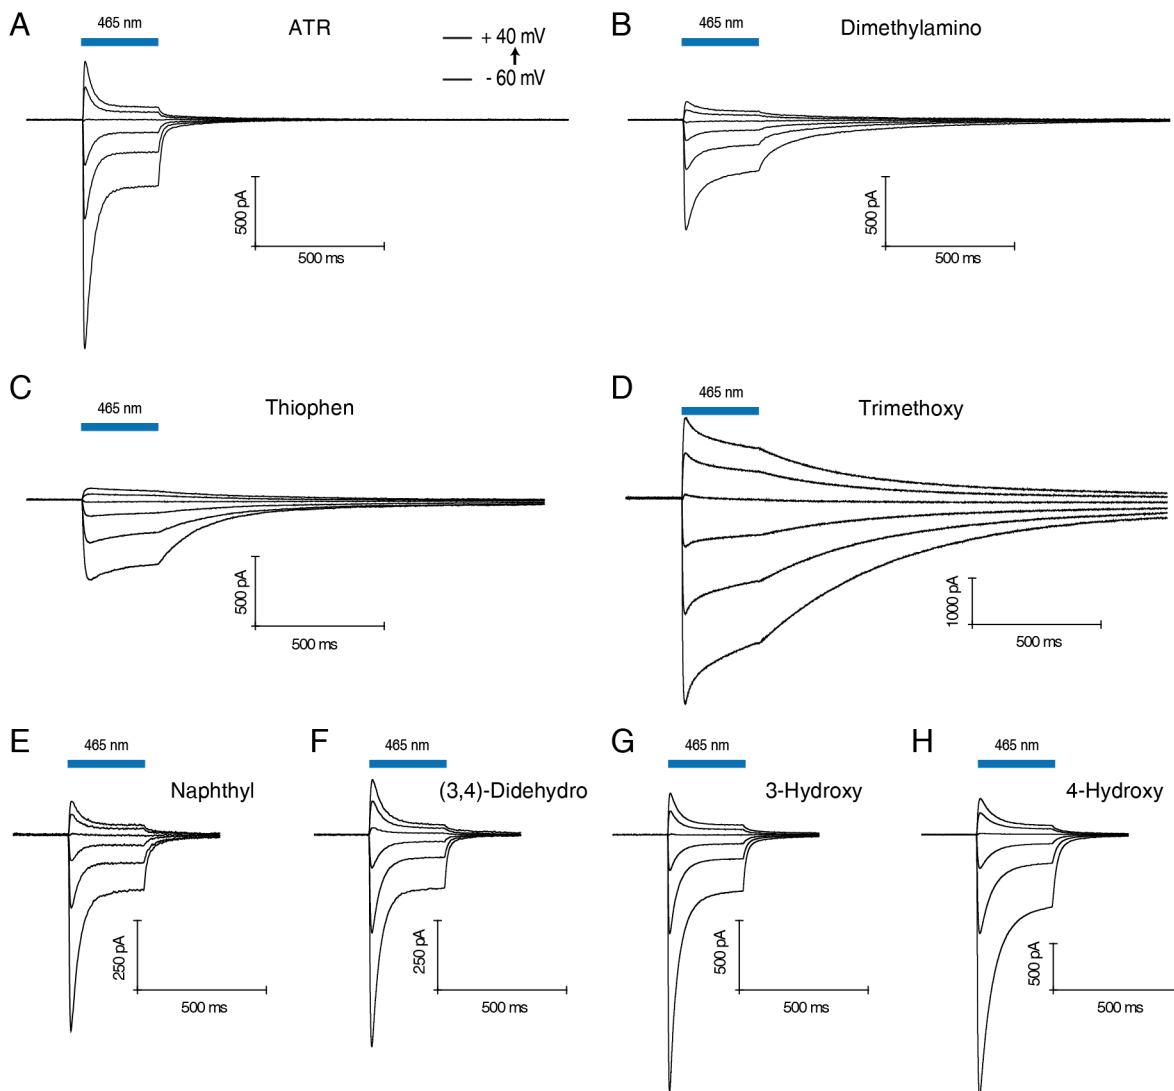 A
465 nm
ATR
+ 40 mV
- 60 mV
500 pA
500 ms
B
465 nm
Dimethylamino
500 pA
500 ms
C
465 nm
Thiophen
500 pA
500 ms
D
465 nm
Trimethoxy
1000 pA
500 ms
E
465 nm
Naphthyl
250 pA
500 ms
F
465 nm
(3,4)-Didehydro
250 pA
500 ms
G
465 nm
3-Hydroxy
500 pA
500 ms
H
465 nm
4-Hydroxy
500 pA
500 ms